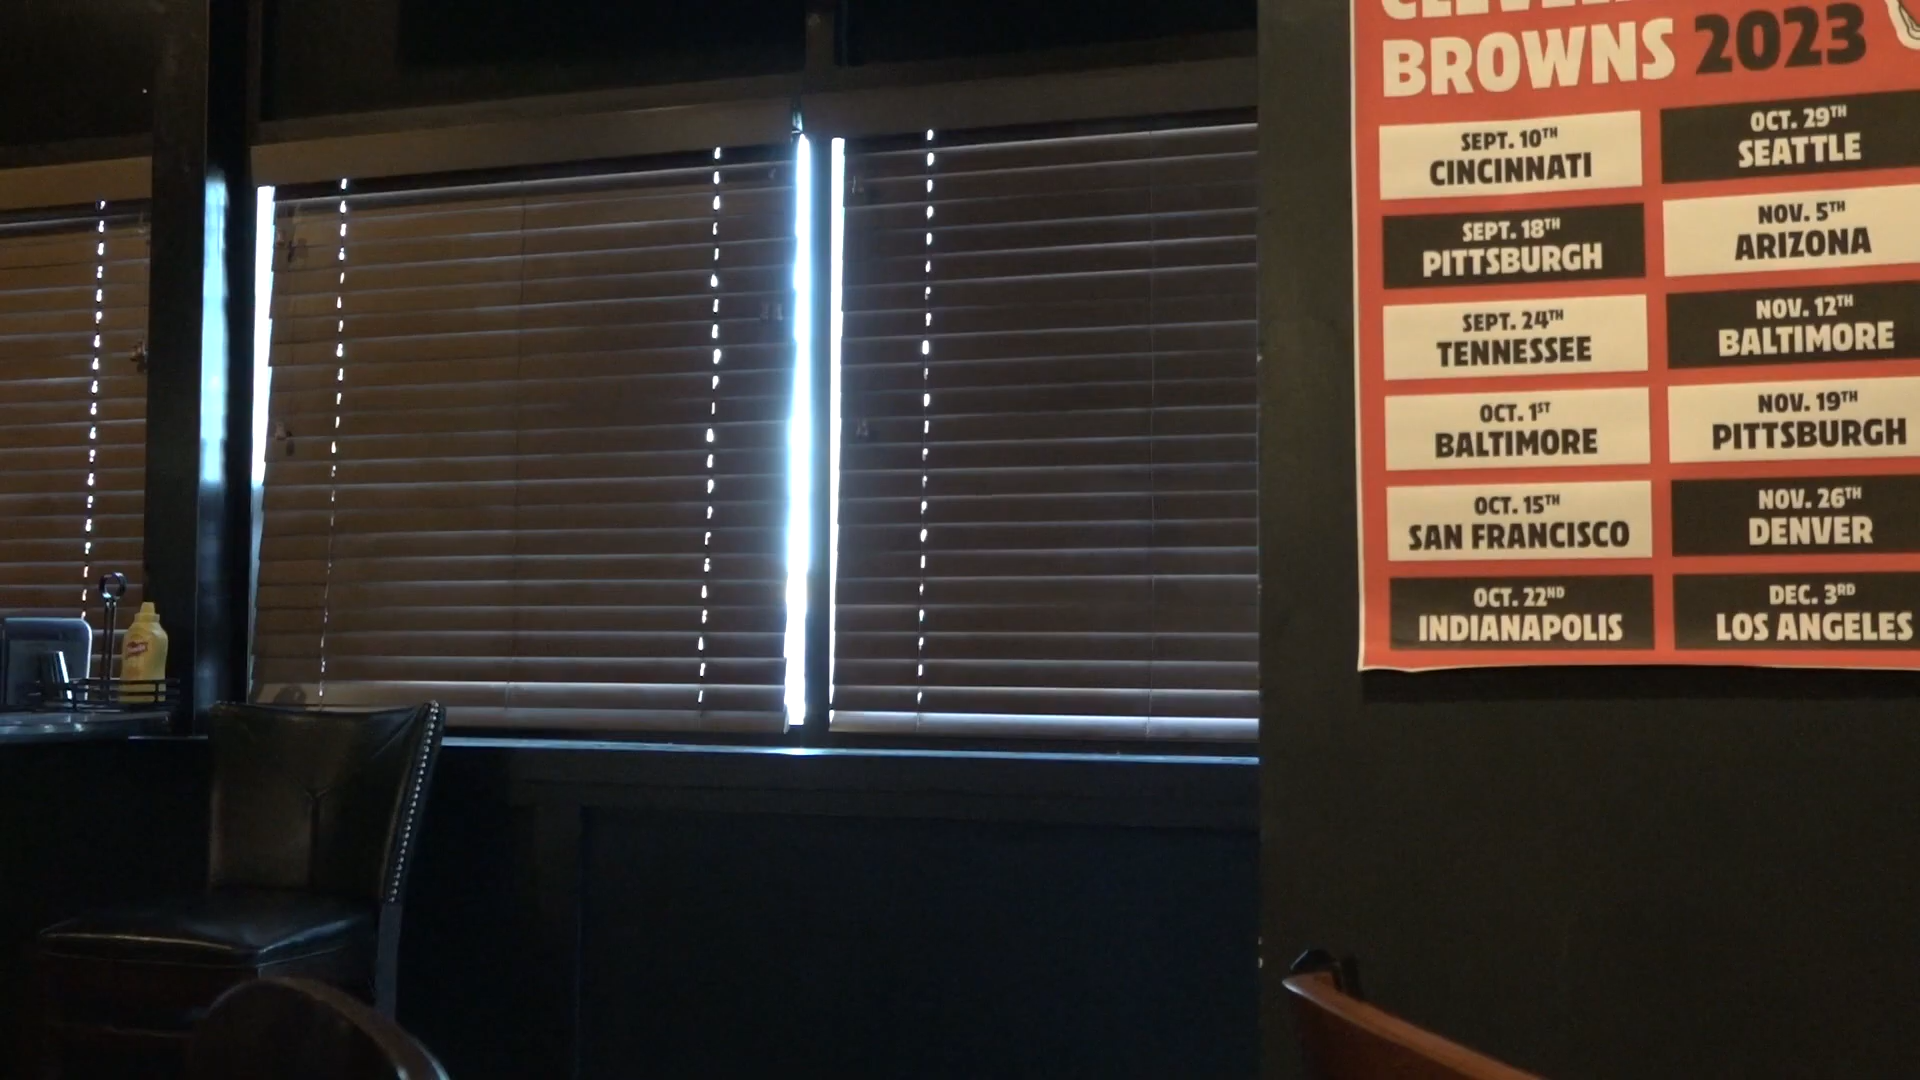 BROWNS 2023
SEPT. 10TH
CINCINNATI
SEPT. 18TH
PITTSBURGH
SEPT. 24TH
TENNESSEE
OCT. 1ST
BALTIMORE
OCT. 15TH
SAN FRANCISCO
OCT. 22ND
INDIANAPOLIS
OCT. 29TH
SEATTLE
NOV. 5TH
ARIZONA
NOV. 12TH
BALTIMORE
NOV. 19TH
PITTSBURGH
NOV. 26TH
DENVER
DEC. 3RD
LOS ANGELES